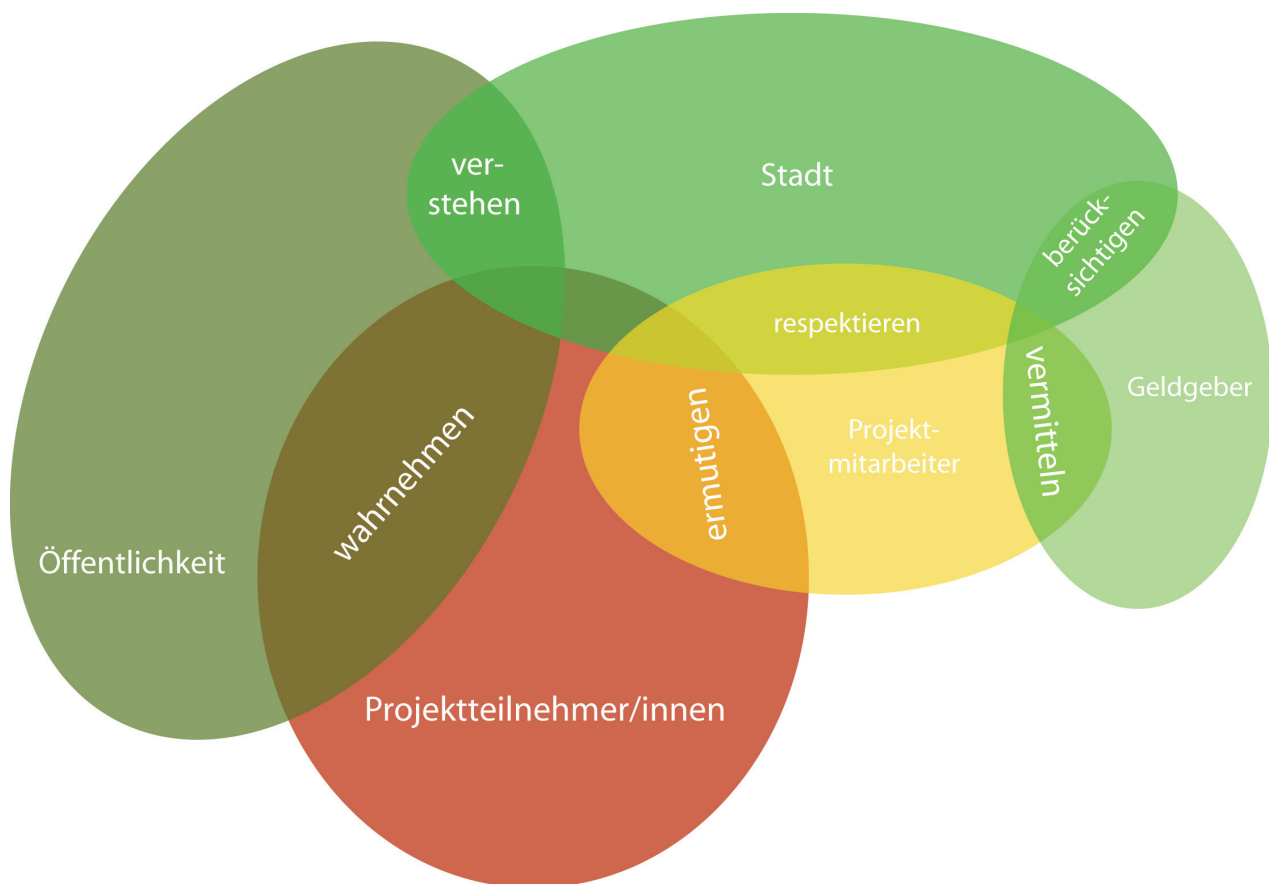 ver-
stehen
Stadt
berück-
sichtigen
respektieren
vermitteln
Geldgeber
ermutigen
Projekt-
mitarbeiter
wahrnehmen
Öffentlichkeit
Projektteilnehmer/innen